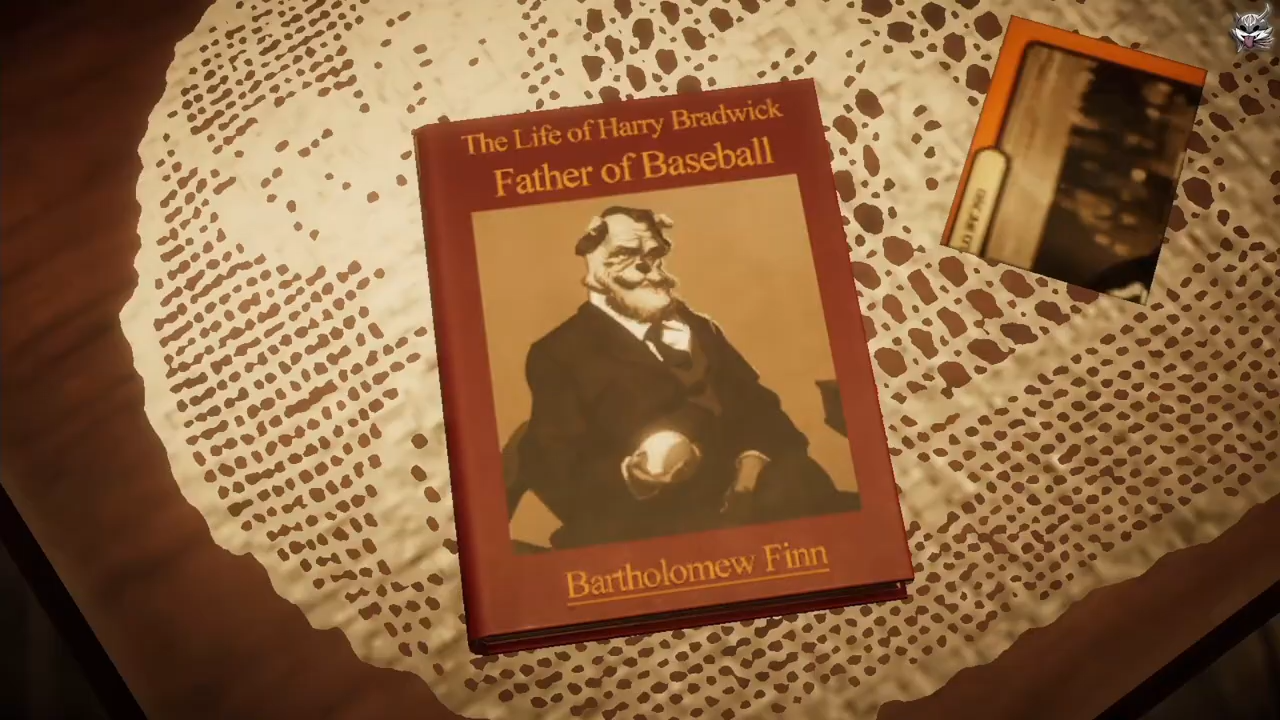 The Life of Harry Bradwick
Father of Baseball
Bartholomew Finn